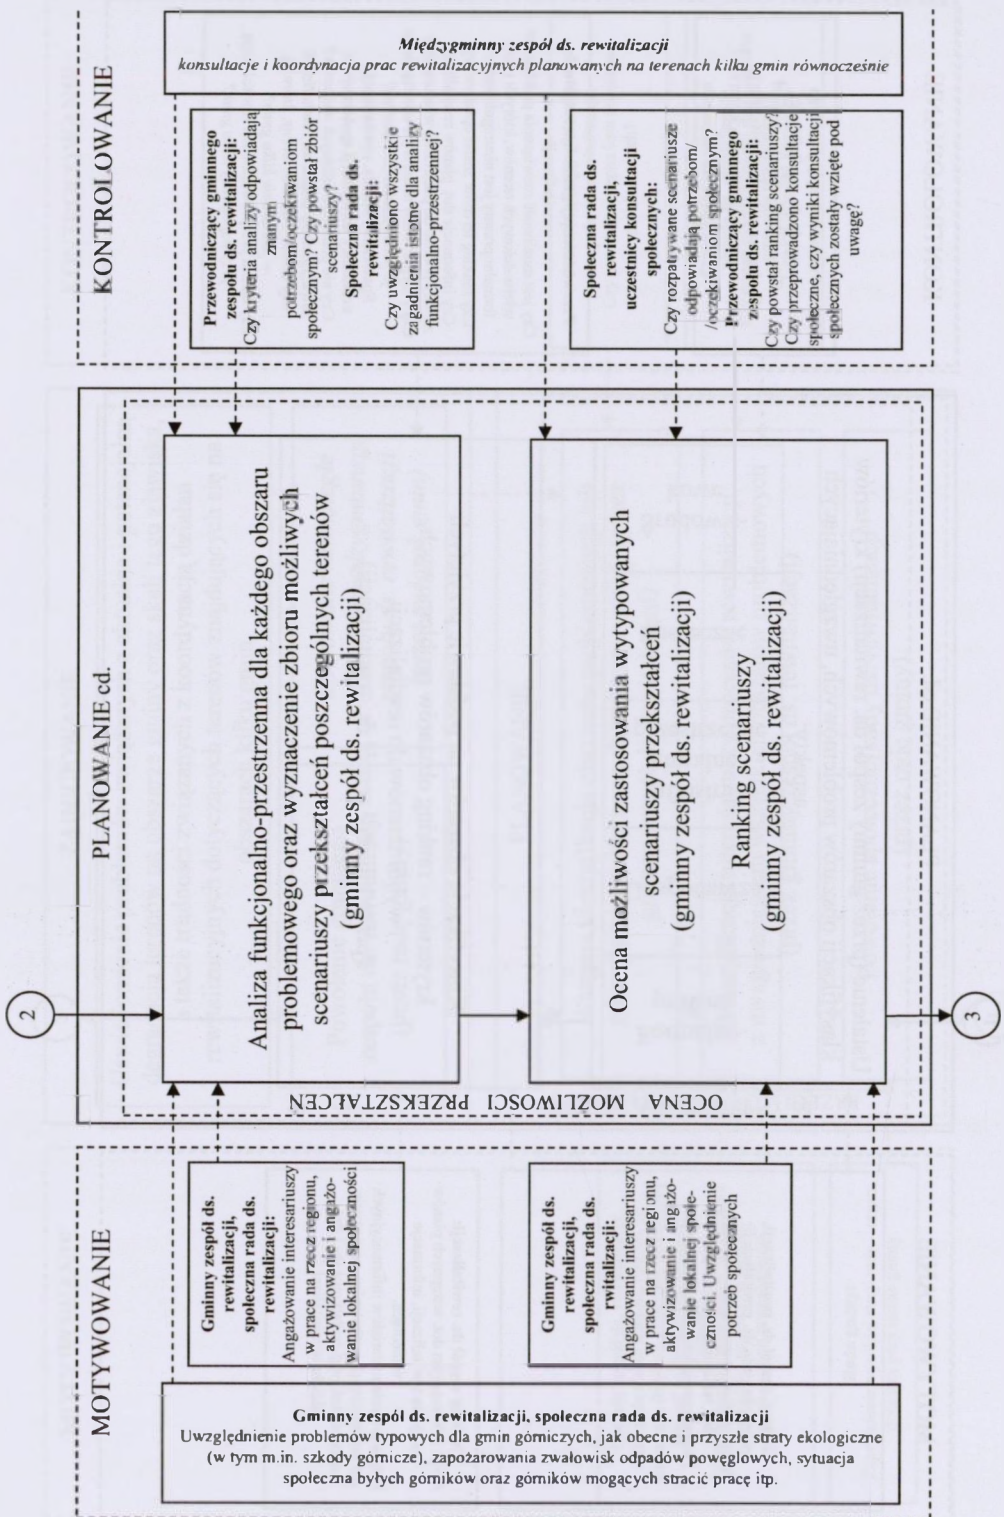 MOTYWOWANIE
Gminny zespół ds. rewitalizacji, społeczna rada ds. rewitalizacji
Uwzględnienie problemów typowych dla gmin górniczych, jak obecne i przyszłe straty ekologiczne
(w tym m.in. szkody górnicze), zapożarowania zwałowisk odpadów powęglowych, sytuacja
społeczna byłych górników oraz górników mogących stracić pracę itp.
Gminny zespół ds.
rewitalizacji,
społeczna rada ds.
rewitalizacji:
Angażowanie interesariuszy
w prace na rzecz regionu,
aktywizowanie i angażo-
wanie lokalnej społeczności
Gminny zespół ds.
rewitalizacji,
społeczna rada ds.
rwitalizacji:
Angażowanie interesariuszy
w prace na rzecz regionu,
aktywizowanie i angażo-
wanie lokalnej społe-
czności. Uwzględnienie
potrzeb społecznych
PLANOWANIE cd.
2
OCENA MOZLIWOSCI PRZEKSZTAŁCEŃ
Analiza funkcjonalno-przestrzenna dla każdego obszaru
problemowego oraz wyznaczenie zbioru możliwych
scenariuszy przekształceń poszczególnych terenów
(gminny zespół ds. rewitalizacji)
Ocena możliwości zastosowania wytypowanych
scenariuszy przekształceń
(gminny zespół ds. rewitalizacji)
Ranking scenariuszy
(gminny zespół ds. rewitalizacji)
3
KONTROLOWANIE
Międzygminny zespół ds. rewitalizacji
konsultacje i koordynacja prac rewitalizacyjnych planowanych na terenach kilku gmin równocześnie
Przewodniczący gminnego
zespołu ds. rewitalizacji:
Czy kryteria analizy odpowiadają
znanym
potrzebom/oczekiwaniom
społecznym? Czy powstał zbiór
scenariuszy?
Społeczna rada ds.
rewitalizacji:
Czy uwzględniono wszystkie
zagadnienia istotne dla analizy
funkcjonalno-przestrzennej?
Społeczna rada ds.
rewitalizacji,
uczestnicy konsultacji
społecznych:
Czy rozpatrywane scenariusze
odpowiadają potrzebom/
/oczekiwaniom społecznym?
Przewodniczący gminnego
zespołu ds. rewitalizacji:
Czy powstał ranking scenariuszy?
Czy przeprowadzono konsultacje
społeczne, czy wyniki konsultacji
społecznych zostały wzięte pod
uwagę?